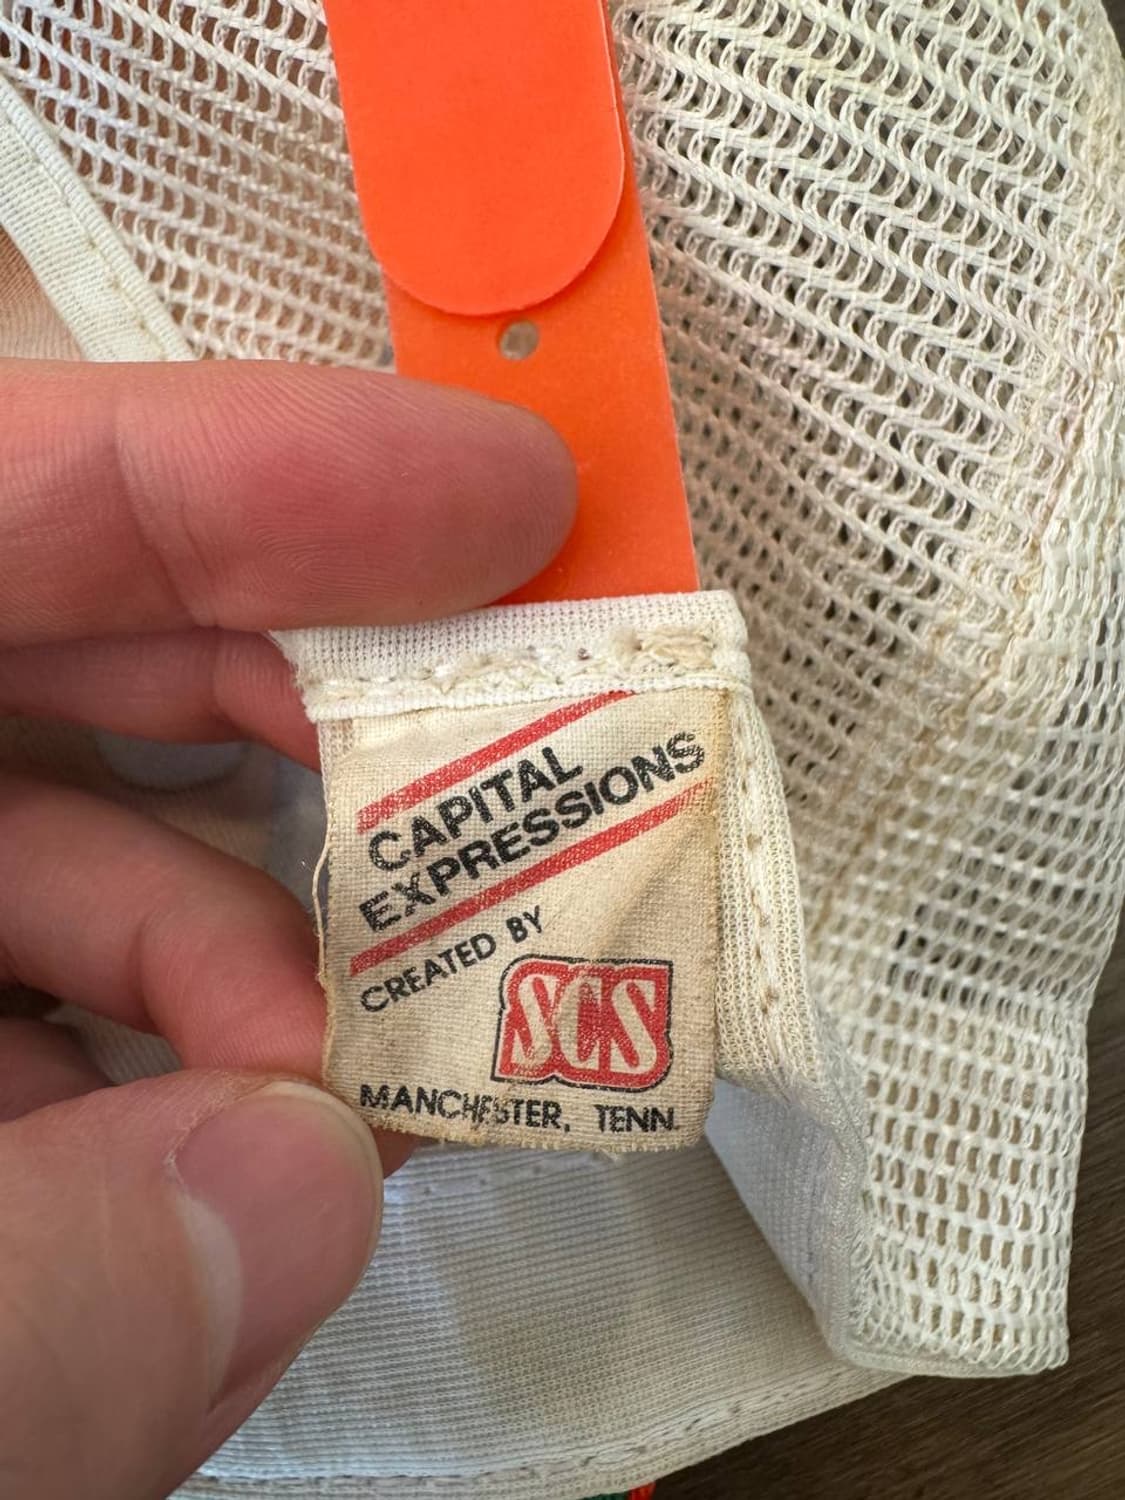 CAPITAL
EXPRESSIONS
CREATED BY
SCS
MANCHESTER, TENN.